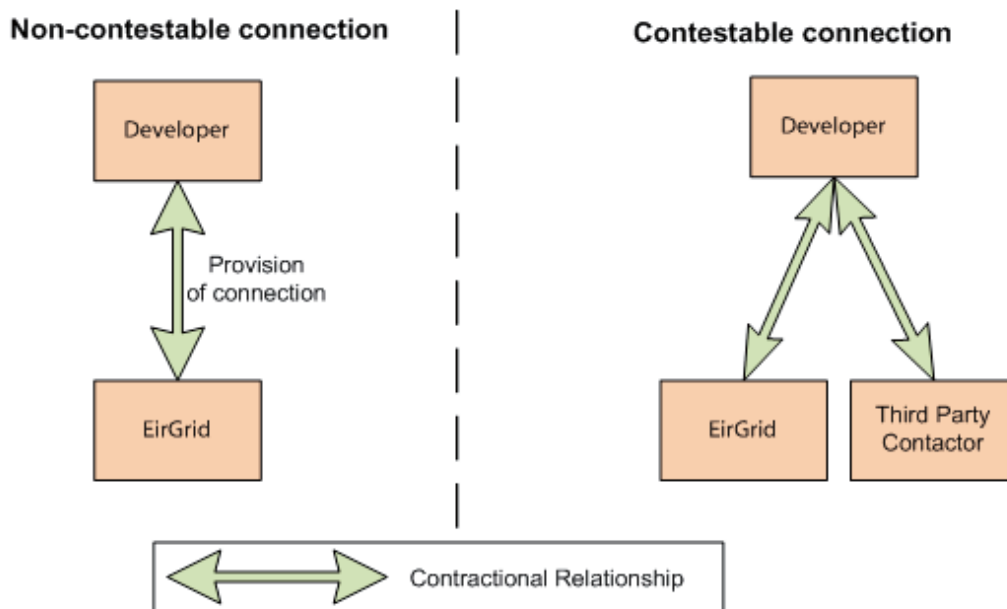 Non-contestable connection
Contestable connection
Developer
Developer
Provision
of connection
EirGrid
EirGrid
Third Party
Contactor
Contractional Relationship